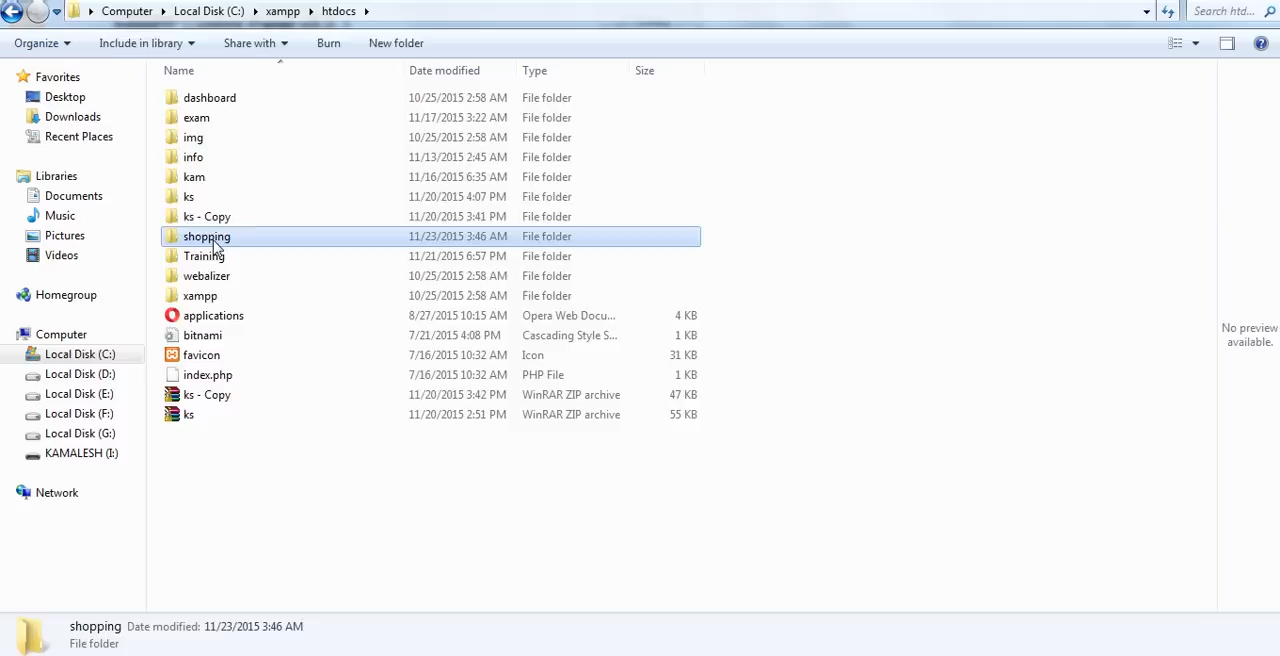 Computer Local Disk (C:) xampp htdocs Search htd...
Organize Include in library Share with Burn New folder
Name Date modified Type Size
Favorites
Desktop
Downloads
Recent Places
Libraries
Documents
Music
Pictures
Videos
Homegroup
Computer
Local Disk (C:)
Local Disk (D:)
Local Disk (E:)
Local Disk (F:)
Local Disk (G:)
KAMALESH (I:)
Network
dashboard 10/25/2015 2:58 AM File folder
exam 11/17/2015 3:22 AM File folder
img 10/25/2015 2:58 AM File folder
info 11/13/2015 2:45 AM File folder
kam 11/16/2015 6:35 AM File folder
ks 11/20/2015 4:07 PM File folder
ks - Copy 11/20/2015 3:41 PM File folder
shopping 11/23/2015 3:46 AM File folder
Training 11/21/2015 6:57 PM File folder
webalizer 10/25/2015 2:58 AM File folder
xampp 10/25/2015 2:58 AM File folder
applications 8/27/2015 10:15 AM Opera Web Docu... 4 KB
bitnami 7/21/2015 4:08 PM Cascading Style S... 1 KB
favicon 7/16/2015 10:32 AM Icon 31 KB
index.php 7/16/2015 10:32 AM PHP File 1 KB
ks - Copy 11/20/2015 3:42 PM WinRAR ZIP archive 47 KB
ks 11/20/2015 2:51 PM WinRAR ZIP archive 55 KB
No preview
available.
shopping Date modified: 11/23/2015 3:46 AM
File folder